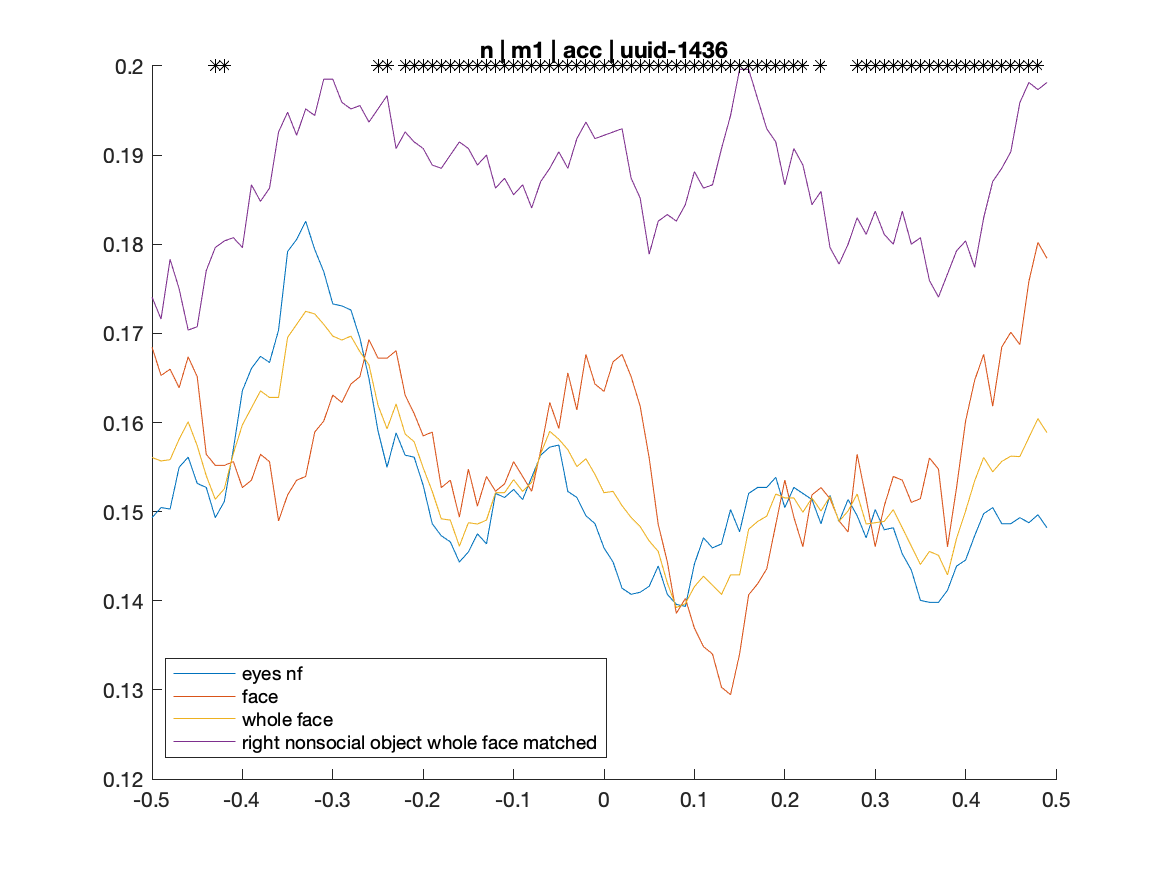 n | m1 | acc | uuid-1436
0.2
0.19
0.18
0.17
0.16
0.15
0.14
0.13
0.12
eyes nf
face
whole face
right nonsocial object whole face matched
-0.5 -0.4 -0.3 -0.2 -0.1 0 0.1 0.2 0.3 0.4 0.5